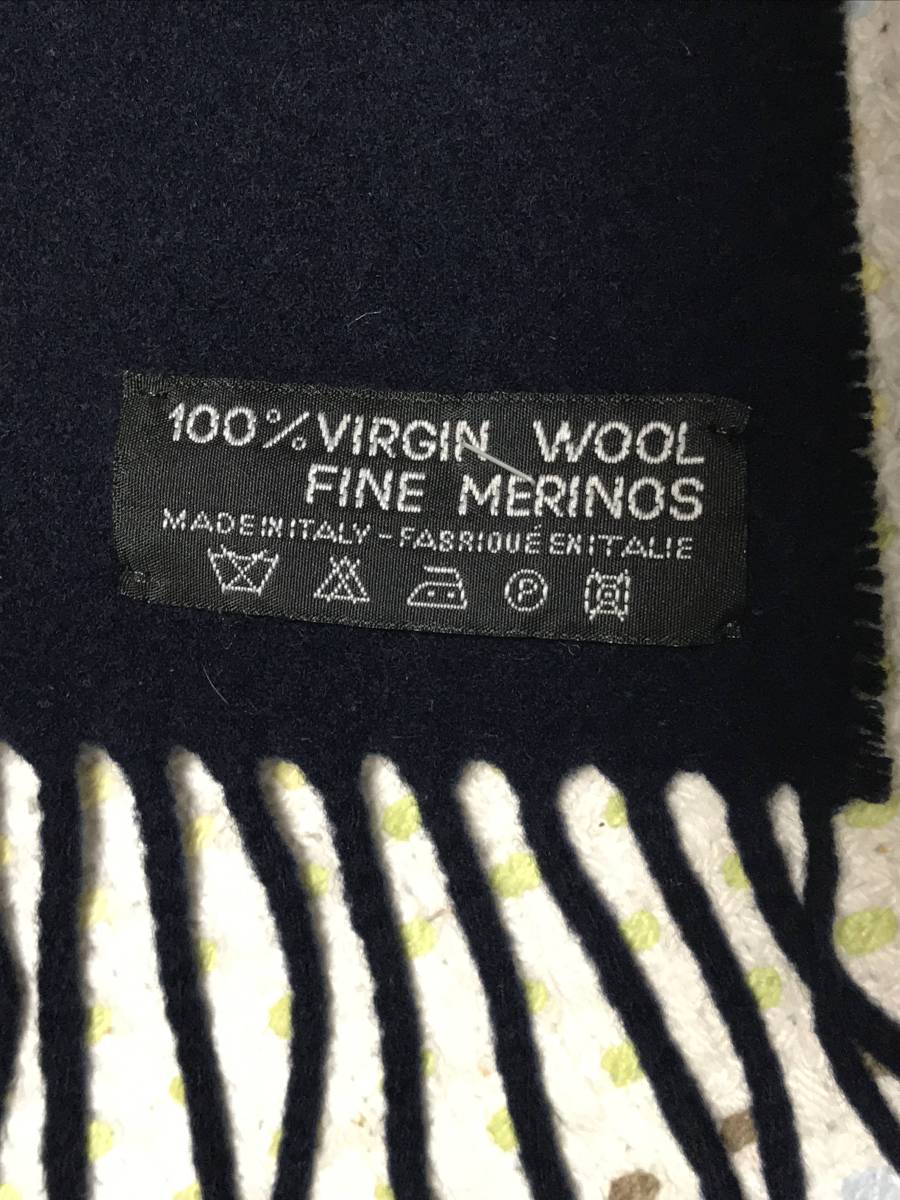 100% VIRGIN WOOL
FINE MERINOS
MADE IN ITALY - FABRIQUÉ EN ITALIE
P